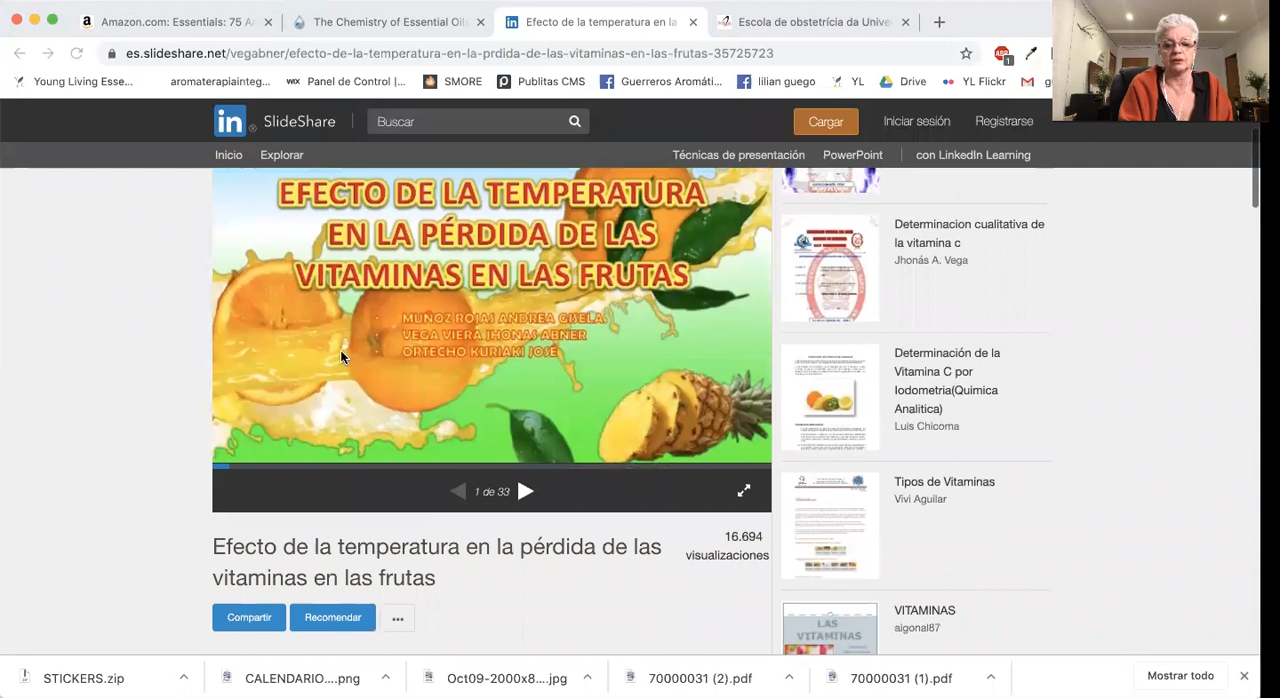 Amazon.com: Essentials: 75 A
The Chemistry of Essential Oils
Efecto de la temperatura en la
Escola de obstetrícia da Unive
es.slideshare.net/vegabner/efecto-de-la-temperatura-en-la-prdida-de-las-vitaminas-en-las-frutas-35725723
ABP
1
Young Living Esse...
aromaterapiainteg...
WIX
Panel de Control |...
SMORE
Publitas CMS
Guerreros Aromáti...
lilian guego
YL
Drive
YL Flickr
in
SlideShare
Buscar
Cargar
Iniciar sesión
Registrarse
Inicio
Explorar
Técnicas de presentación
PowerPoint
con LinkedIn Learning
EFECTO DE LA TEMPERATURA
EN LA PÉRDIDA DE LAS
VITAMINAS EN LAS FRUTAS
MUÑOZ ROJAS ANDREA GISELA
VEGA VIERA JHONAS ABNER
ORTECHO KURIAKI JOSÉ
1 de 33
Efecto de la temperatura en la pérdida de las
vitaminas en las frutas
16.694
visualizaciones
Compartir
Recomendar
...
Determinacion cualitativa de
la vitamina c
Jhonás A. Vega
Determinación de la
Vitamina C por
Iodometria(Quimica
Analitica)
Luis Chicoma
Tipos de Vitaminas
Vivi Aguilar
LAS
VITAMINAS
VITAMINAS
aigonal87
STICKERS.zip
CALENDARIO....png
Oct09-2000x8....jpg
70000031 (2).pdf
70000031 (1).pdf
Mostrar todo